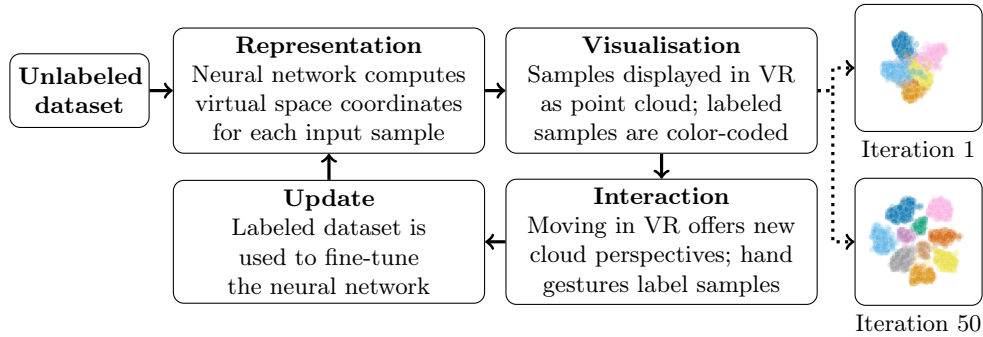 Unlabeled
dataset
Representation
Neural network computes
virtual space coordinates
for each input sample
Visualisation
Samples displayed in VR
as point cloud; labeled
samples are color-coded
Iteration 1
Update
Labeled dataset is
used to fine-tune
the neural network
Interaction
Moving in VR offers new
cloud perspectives; hand
gestures label samples
Iteration 50